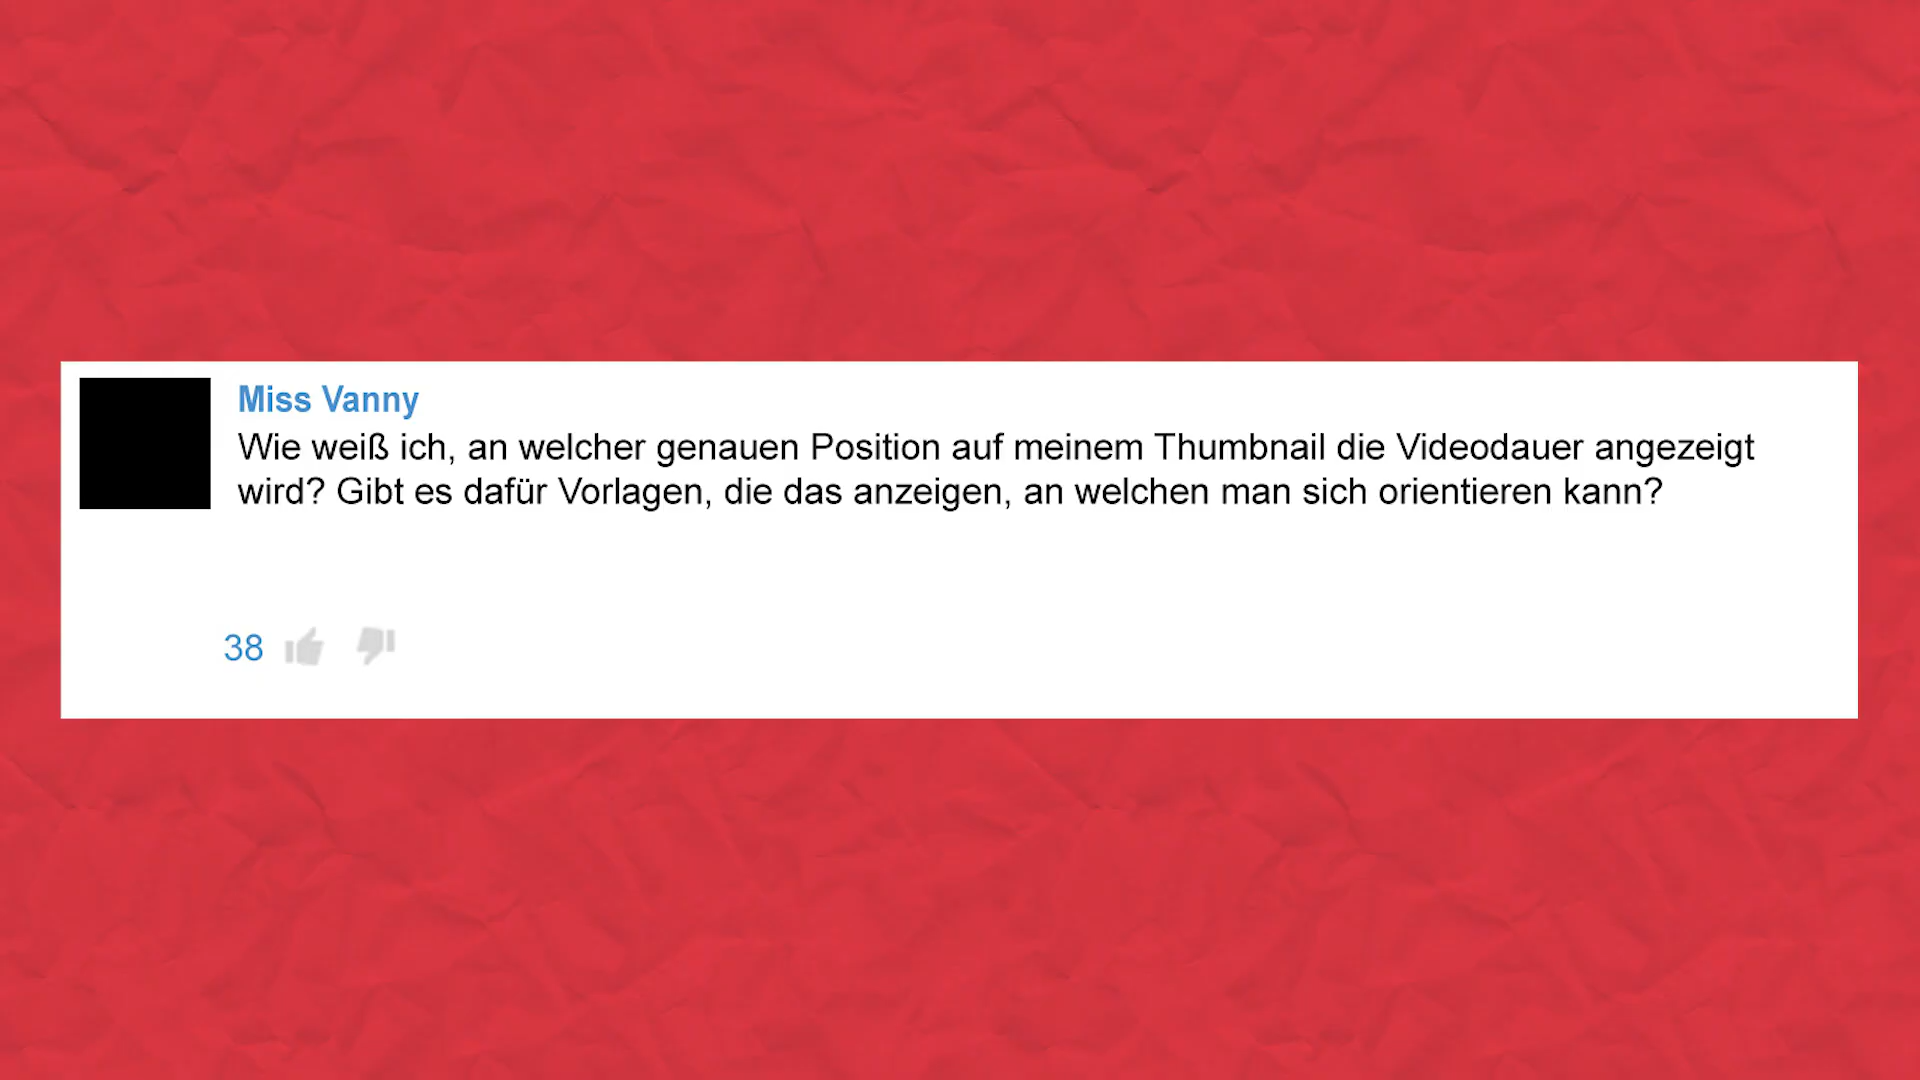 Miss Vanny
Wie weiß ich, an welcher genauen Position auf meinem Thumbnail die Videodauer angezeigt
wird? Gibt es dafür Vorlagen, die das anzeigen, an welchen man sich orientieren kann?
38